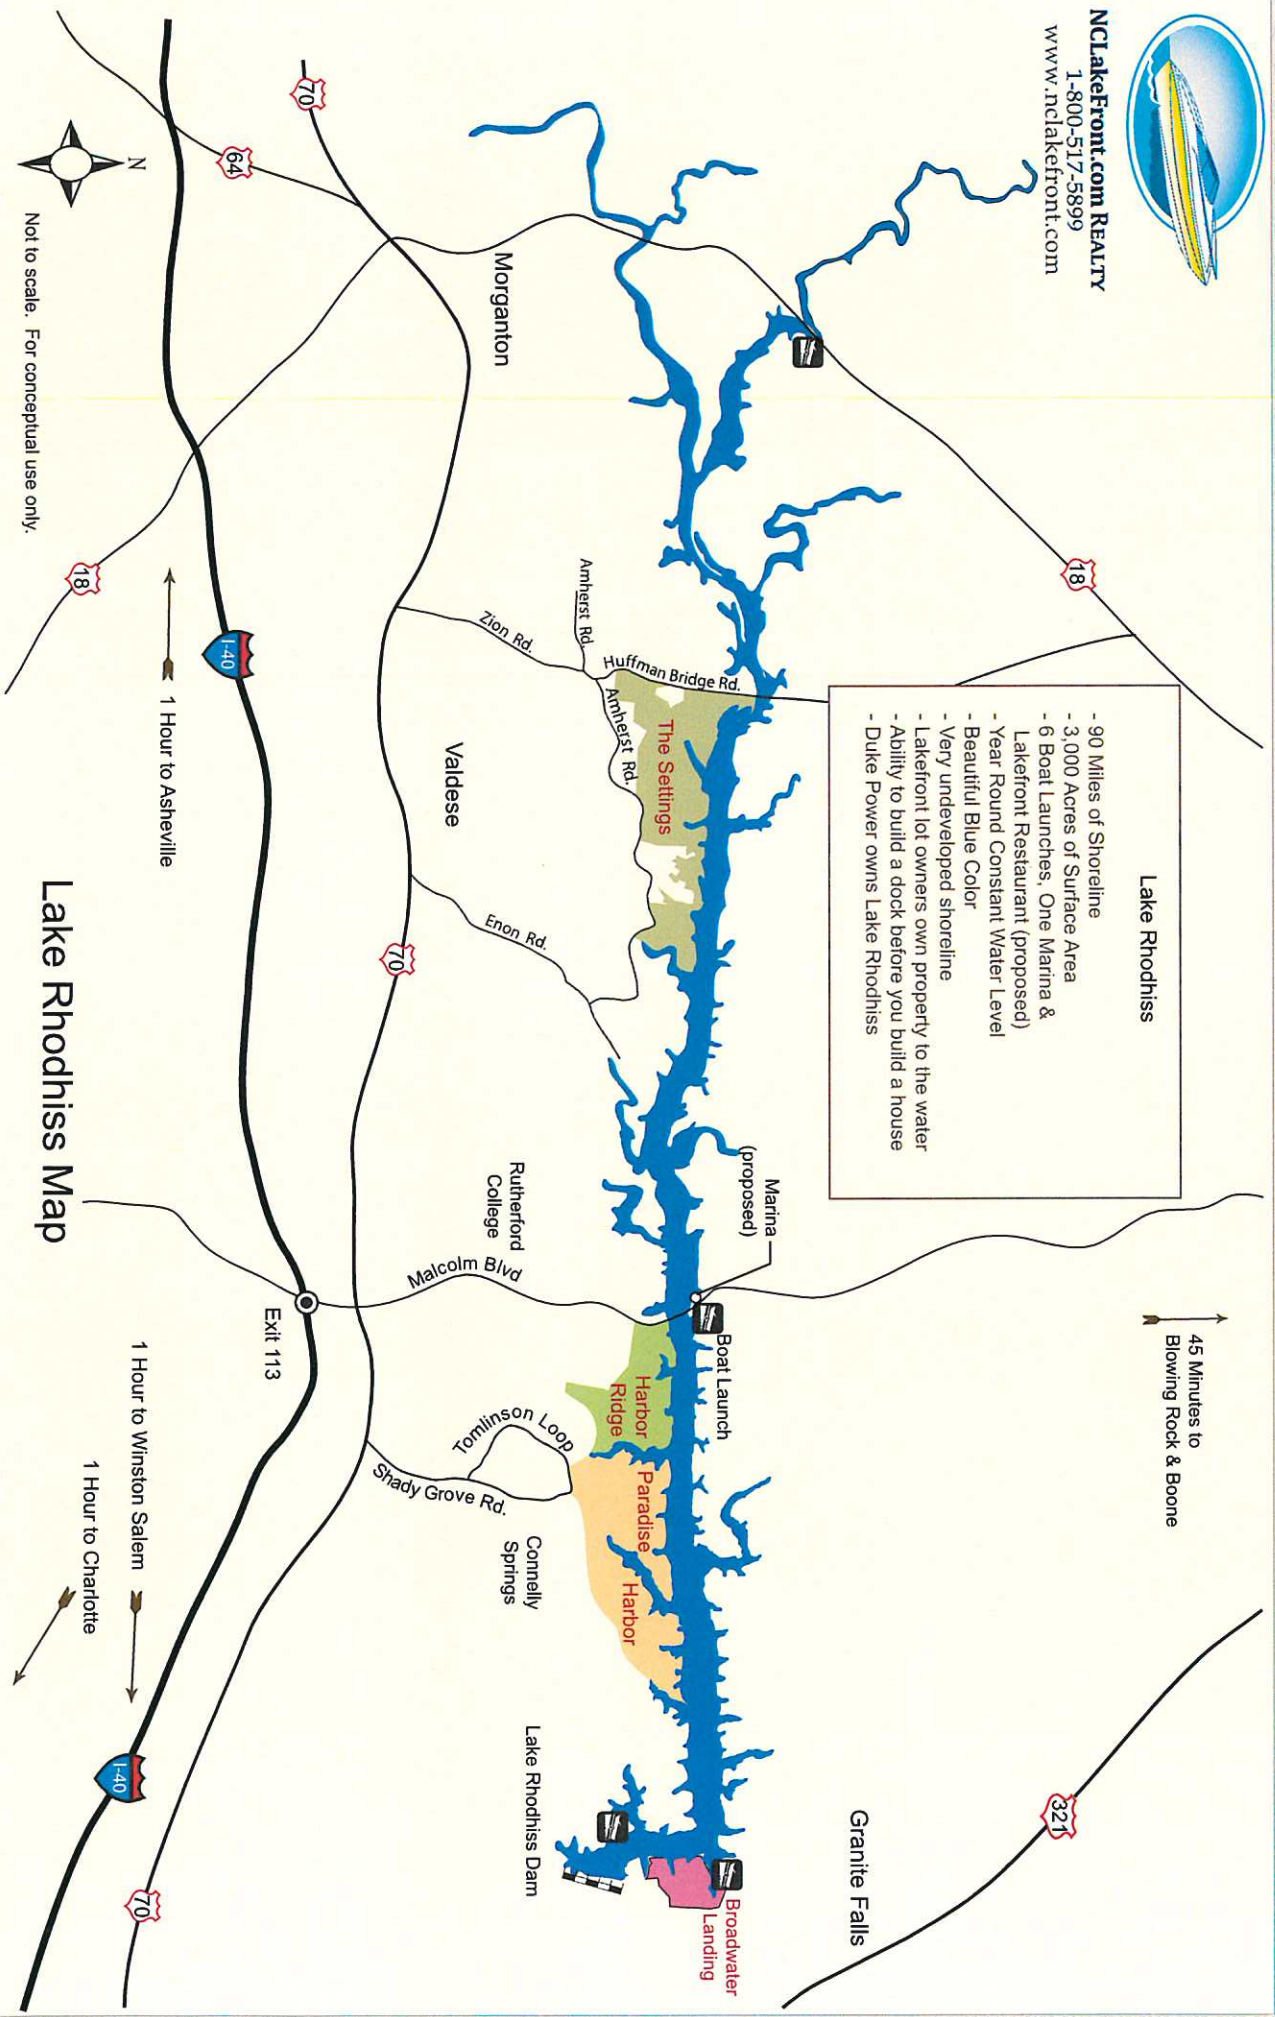 NCLakeFront.com REALTY
1-800-517-5899
www.nclakefront.com
45 Minutes to
Blowing Rock & Boone
Lake Rhodhiss
- 90 Miles of Shoreline
- 3,000 Acres of Surface Area
- 6 Boat Launches, One Marina &
Lakefront Restaurant (proposed)
- Year Round Constant Water Level
- Beautiful Blue Color
- Very undeveloped shoreline
- Lakefront lot owners own property to the water
- Ability to build a dock before you build a house
- Duke Power owns Lake Rhodhiss
18
321
Granite Falls
Marina
(proposed)
Boat Launch
Broadwater
Landing
Huffman Bridge Rd.
The Settings
Amherst Rd.
Amherst Rd.
Zion Rd.
Harbor
Ridge
Paradise
Harbor
Morganton
Enon Rd.
Rutherford
College
Malcolm Blvd
Tomlinson Loop
Shady Grove Rd.
Connelly
Springs
Lake Rhodhiss Dam
Valdese
70
64
70
I-40
Exit 113
18
1 Hour to Asheville
1 Hour to Winston Salem
1 Hour to Charlotte
I-40
70
N
Not to scale. For conceptual use only.
Lake Rhodhiss Map